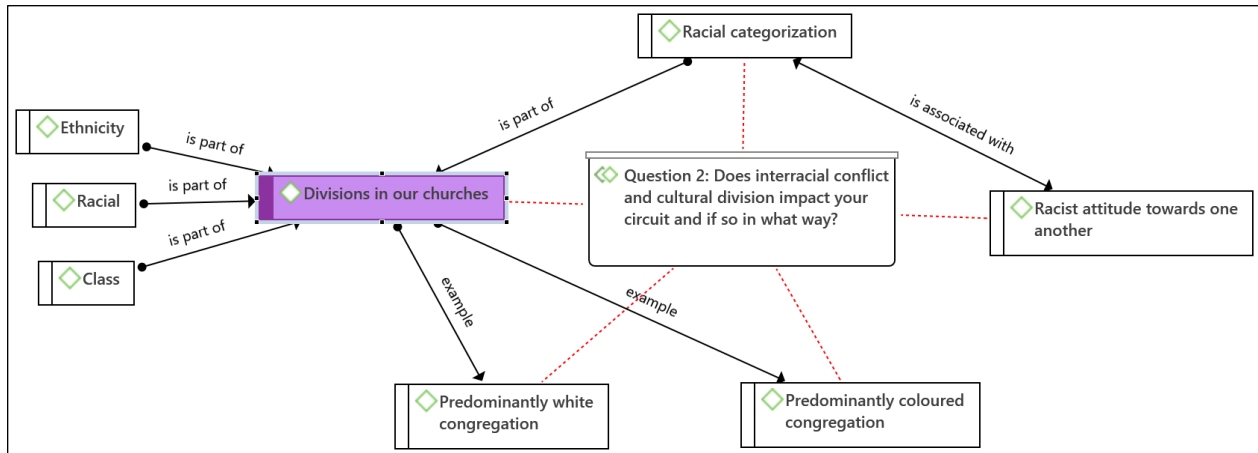 Racial categorization
is part of
is associated with
Ethnicity
is part of
Racial
is part of
Class
is part of
Divisions in our churches
Question 2: Does interracial conflict
and cultural division impact your
circuit and if so in what way?
Racist attitude towards one
another
example
example
Predominantly white
congregation
Predominantly coloured
congregation